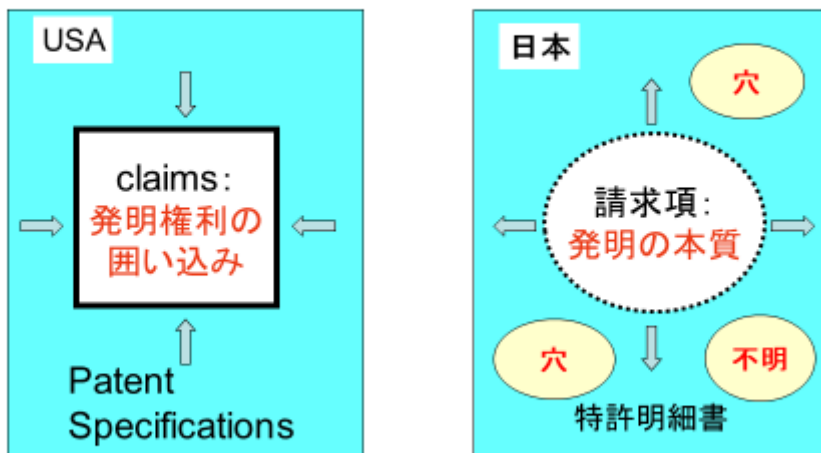 USA
claims:
発明権利の
囲い込み
Patent
Specifications
日本
穴
請求項:
発明の本質
穴
不明
特許明細書